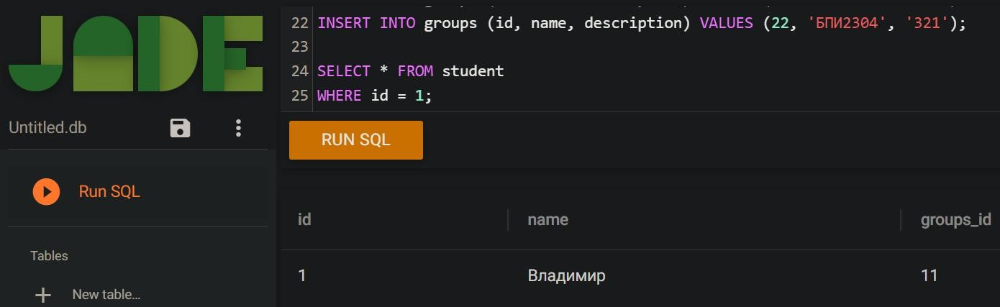 JADE
Untitled.db
Run SQL
Tables
New table...
22 INSERT INTO groups (id, name, description) VALUES (22, 'БПИ2304', '321');
23
24 SELECT * FROM student
25 WHERE id = 1;
RUN SQL
id name groups_id
1 Владимир 11